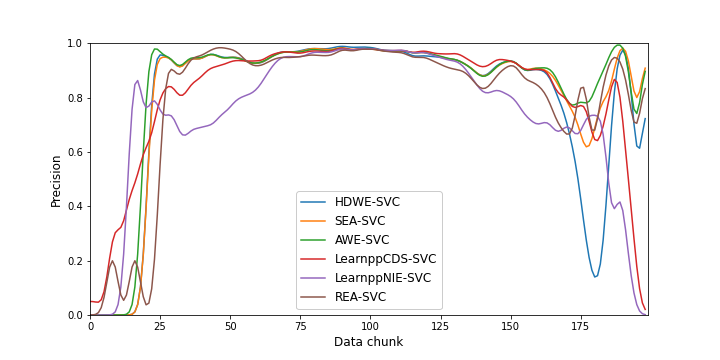 1.0
0.8
0.6
0.4
0.2
0.0
Precision
0 25 50 75 100 125 150 175
Data chunk
HDWE-SVC
SEA-SVC
AWE-SVC
LearnppCDS-SVC
LearnppNIE-SVC
REA-SVC